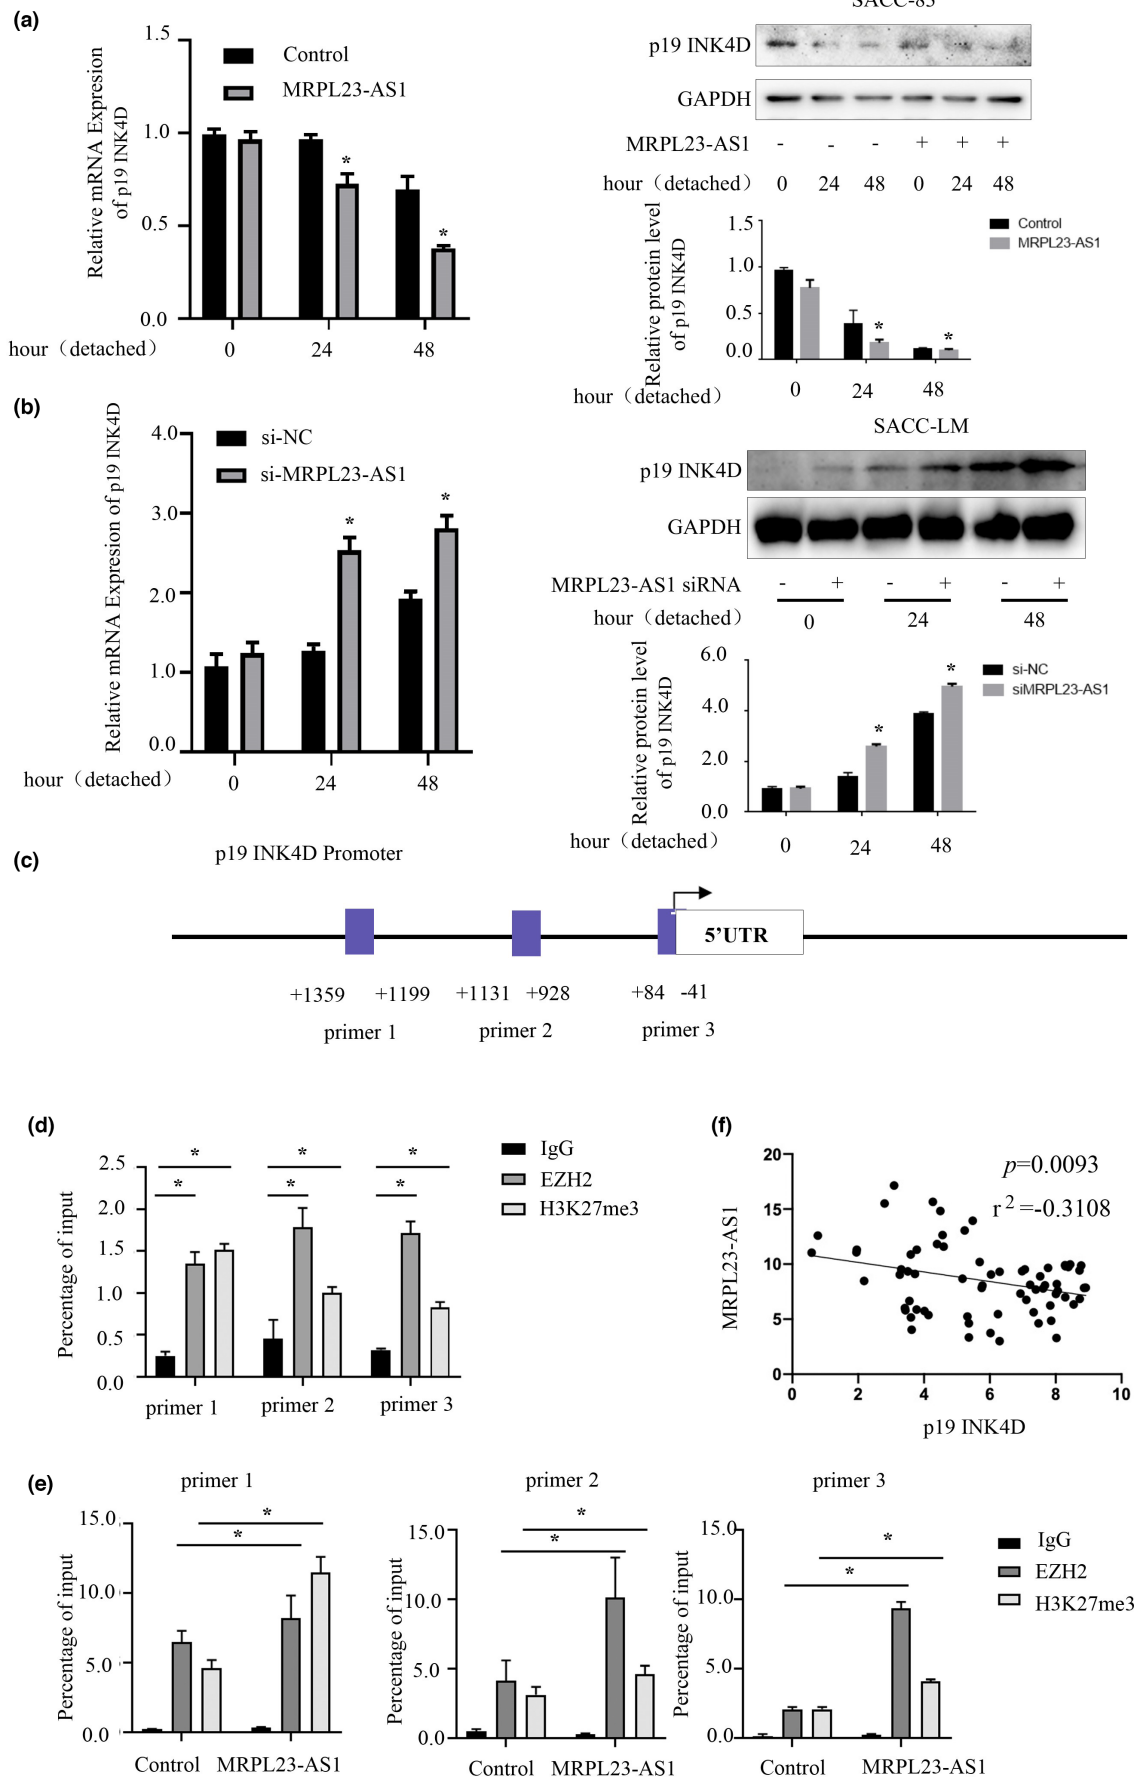 (a)
1.5
1.0
0.5
0.0
Relative mRNA Expression
of p19 INK4D
Control
MRPL23-AS1
*
*
hour（detached）
0
24
48
p19 INK4D
GAPDH
MRPL23-AS1
- - - + + +
hour（detached）
0 24 48 0 24 48
1.5
1.0
0.5
0.0
Relative protein level
of p19 INK4D
Control
MRPL23-AS1
*
*
0
24
48
hour（detached）
(b)
4.0
3.0
2.0
1.0
0.0
Relative mRNA Expresion of p19 INK4D
si-NC
si-MRPL23-AS1
*
*
hour（detached）
0
24
48
SACC-LM
p19 INK4D
GAPDH
MRPL23-AS1 siRNA
- + - + - +
hour（detached）
0 24 48
6.0
4.0
2.0
0.0
Relative protein level
of p19 INK4D
si-NC
siMRPL23-AS1
*
*
hour（detached）
0
24
48
(c)
p19 INK4D Promoter
5’UTR
+1359 +1199 +1131 +928 +84 -41
primer 1 primer 2 primer 3
(d)
2.5
2.0
1.5
1.0
0.5
0.0
Percentage of input
* * *
* * *
IgG
EZH2
H3K27me3
primer 1 primer 2 primer 3
(f)
20
15
10
5
0
MRPL23-AS1
p=0.0093
r²=-0.3108
0 2 4 6 8 10
p19 INK4D
(e)
primer 1
15.0
10.0
5.0
0.0
Percentage of input
*
*
Control MRPL23-AS1
primer 2
15.0
10.0
5.0
0.0
Percentage of input
*
*
Control MRPL23-AS1
primer 3
15.0
10.0
5.0
0.0
Percentage of input
*
*
Control MRPL23-AS1
IgG
EZH2
H3K27me3